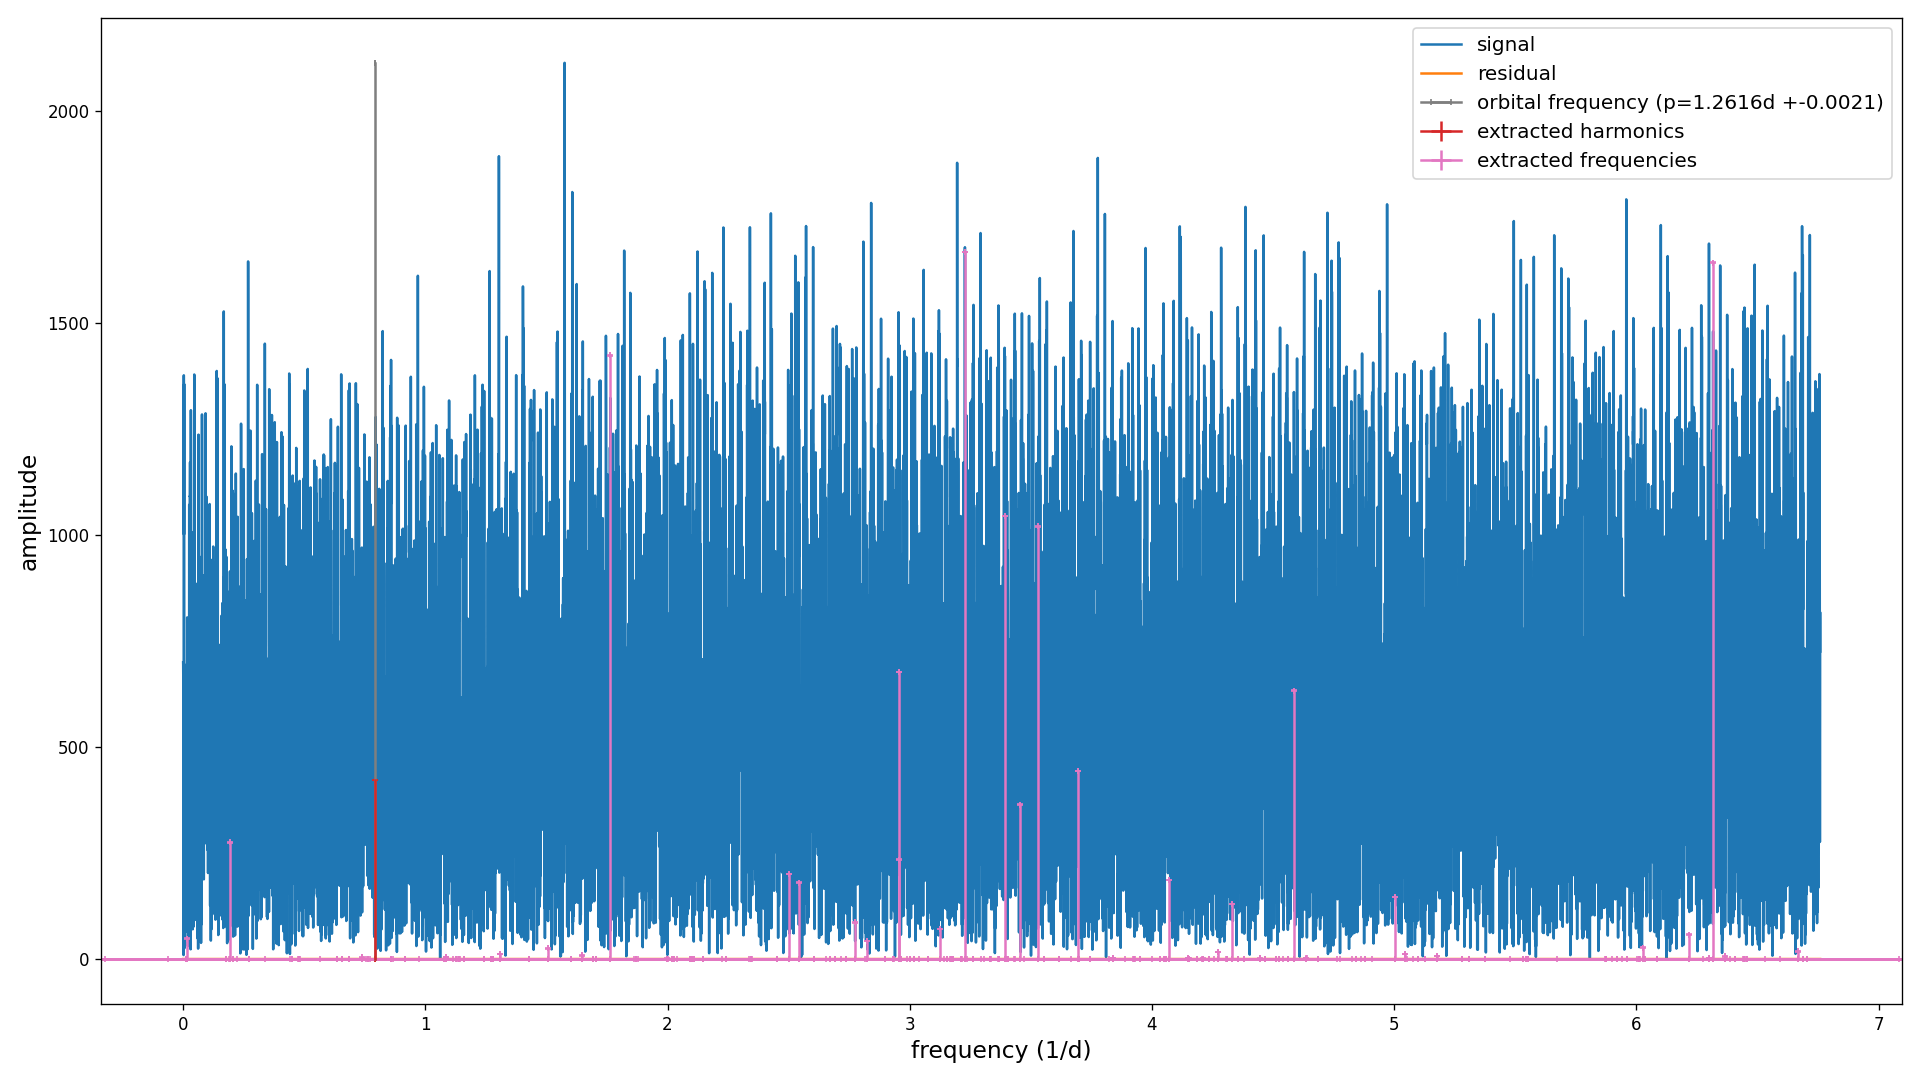 signal
residual
orbital frequency (p=1.2616d +-0.0021)
extracted harmonics
extracted frequencies
amplitude
2000
1500
1000
500
0
0 1 2 3 4 5 6 7
frequency (1/d)